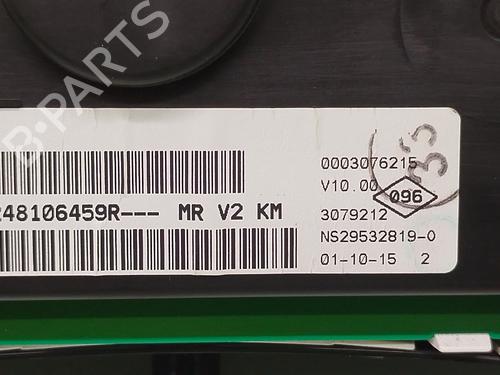 B-PARTS
0003076215
V10.00
096
248106459R--- MR V2 KM
3079212
NS29532819-0
01-10-15 2